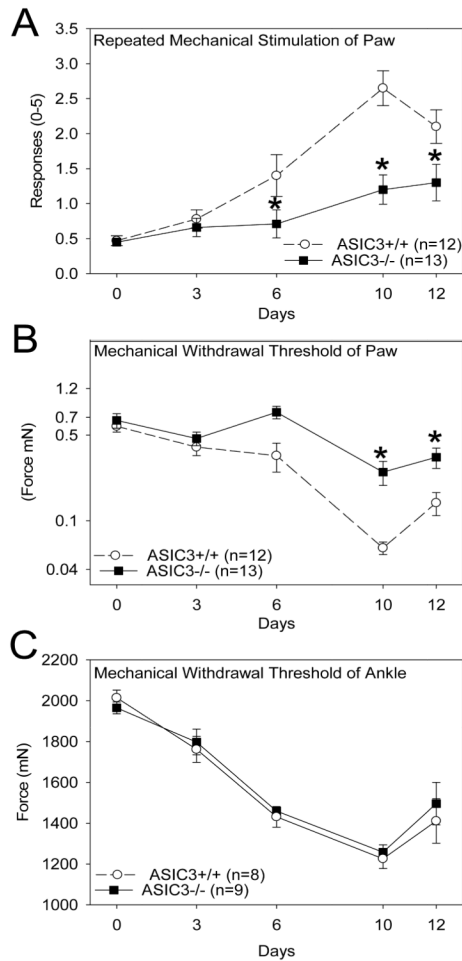 A
Repeated Mechanical Stimulation of Paw
3.5
3.0
2.5
2.0
1.5
1.0
0.5
0.0
Responses (0-5)
*
*
*
ASIC3+/+ (n=12)
ASIC3-/- (n=13)
0 3 6 10 12
Days
B
Mechanical Withdrawal Threshold of Paw
1.2
0.7
0.5
0.1
0.04
(Force mN)
*
*
ASIC3+/+ (n=12)
ASIC3-/- (n=13)
0 3 6 10 12
Days
C
Mechanical Withdrawal Threshold of Ankle
2200
2000
1800
1600
1400
1200
1000
Force (mN)
ASIC3+/+ (n=8)
ASIC3-/- (n=9)
0 3 6 10 12
Days